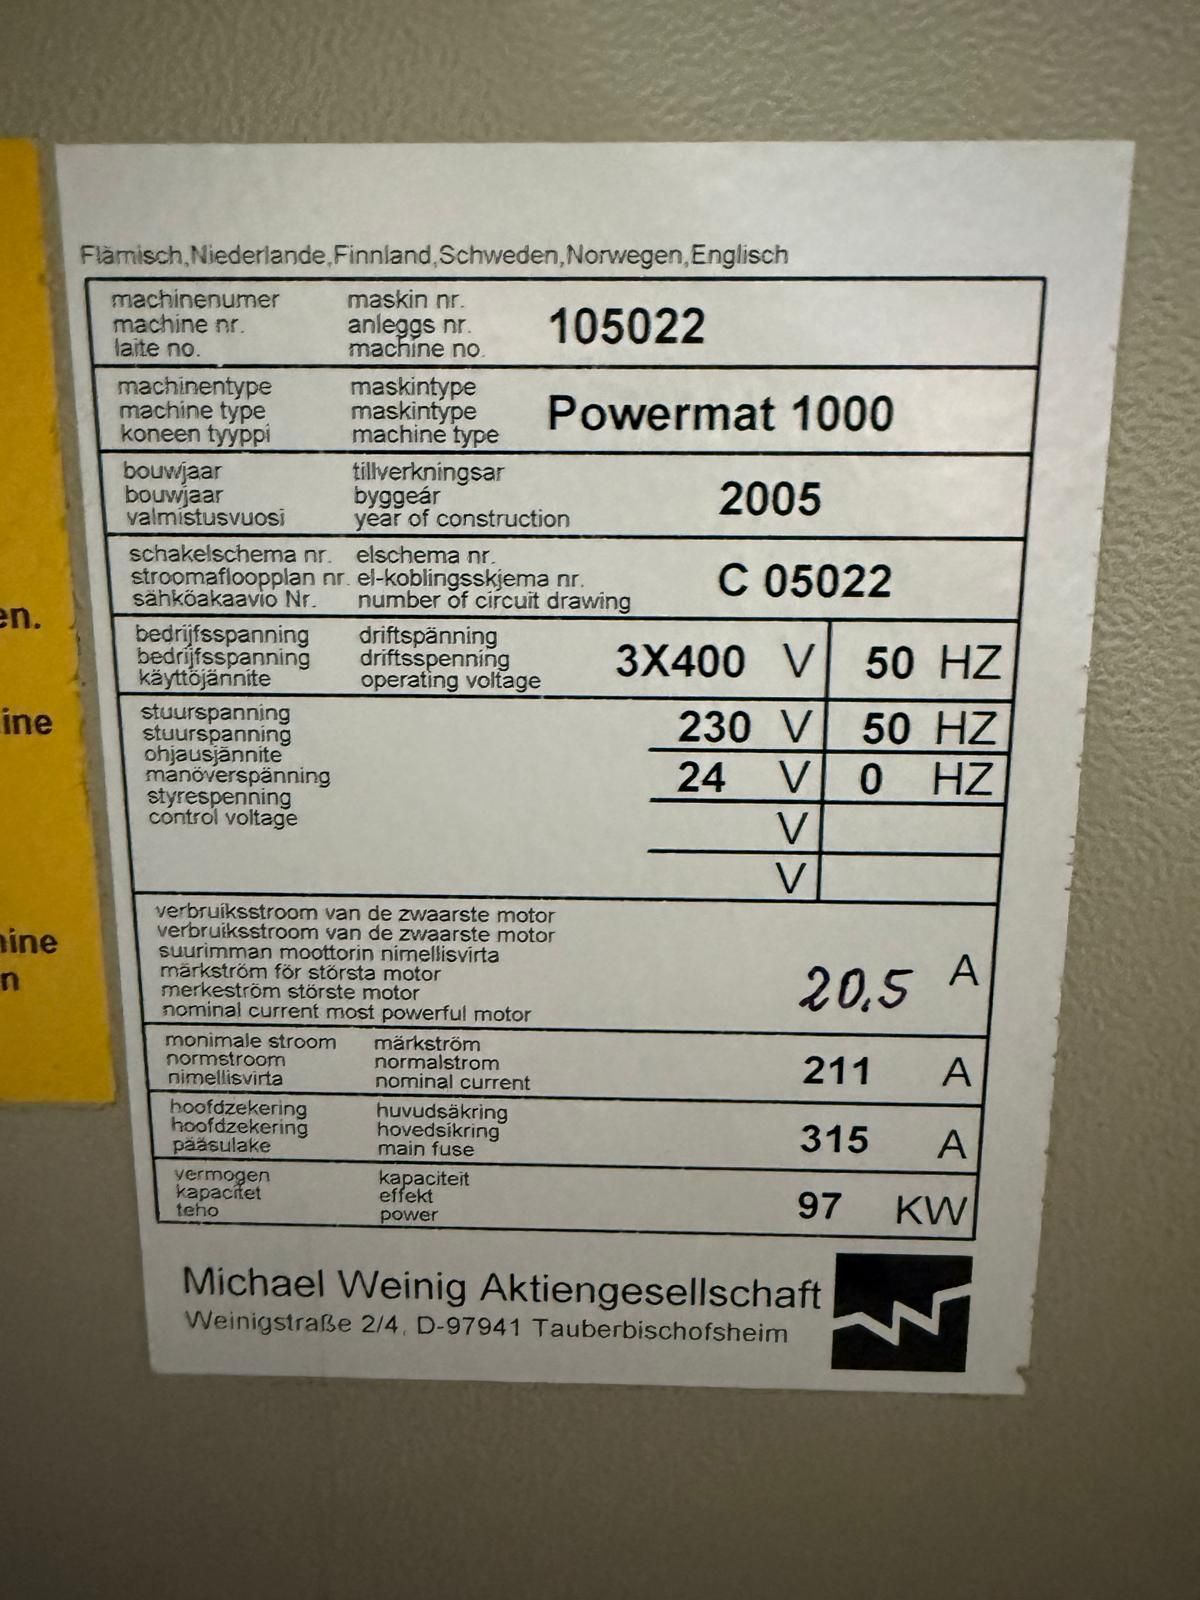 Flämisch,Niederlande,Finnland,Schweden,Norwegen,Englisch
machinenumer maskin nr.
machine nr. anleggs nr. 105022
laite no. machine no.
machinentype maskintype
machine type maskintype Powermat 1000
koneen tyyppi machine type
bouwjaar tillverkningsar
bouwjaar byggeár 2005
valmistusvuosi year of construction
schakelschema nr. elschema nr.
stroomafloopplan nr. el-koblingsskjema nr. C 05022
sähköakaavio Nr. number of circuit drawing
bedrijfsspanning driftspänning
bedrijfsspanning driftsspenning 3X400 V 50 HZ
käyttöjännite operating voltage
stuurspanning 230 V 50 HZ
stuurspanning
ohjausjännite 24 V 0 HZ
manöverspänning
styrespenning V
control voltage
V
verbruiksstroom van de zwaarste motor
verbruiksstroom van de zwaarste motor
suurimman moottorin nimellisvirta
märkström för största motor 20,5 A
merkeström störste motor
nominal current most powerful motor
monimale stroom märkström
normstroom normalstrom 211 A
nimellisvirta nominal current
hoofdzekering huvudsäkring
hoofdzekering hovedsikring 315 A
pääsulake main fuse
vermogen kapaciteit
kapacitet effekt 97 KW
teho power
Michael Weinig Aktiengesellschaft
Weinigstraße 2/4, D-97941 Tauberbischofsheim
en.
ine
ine
n